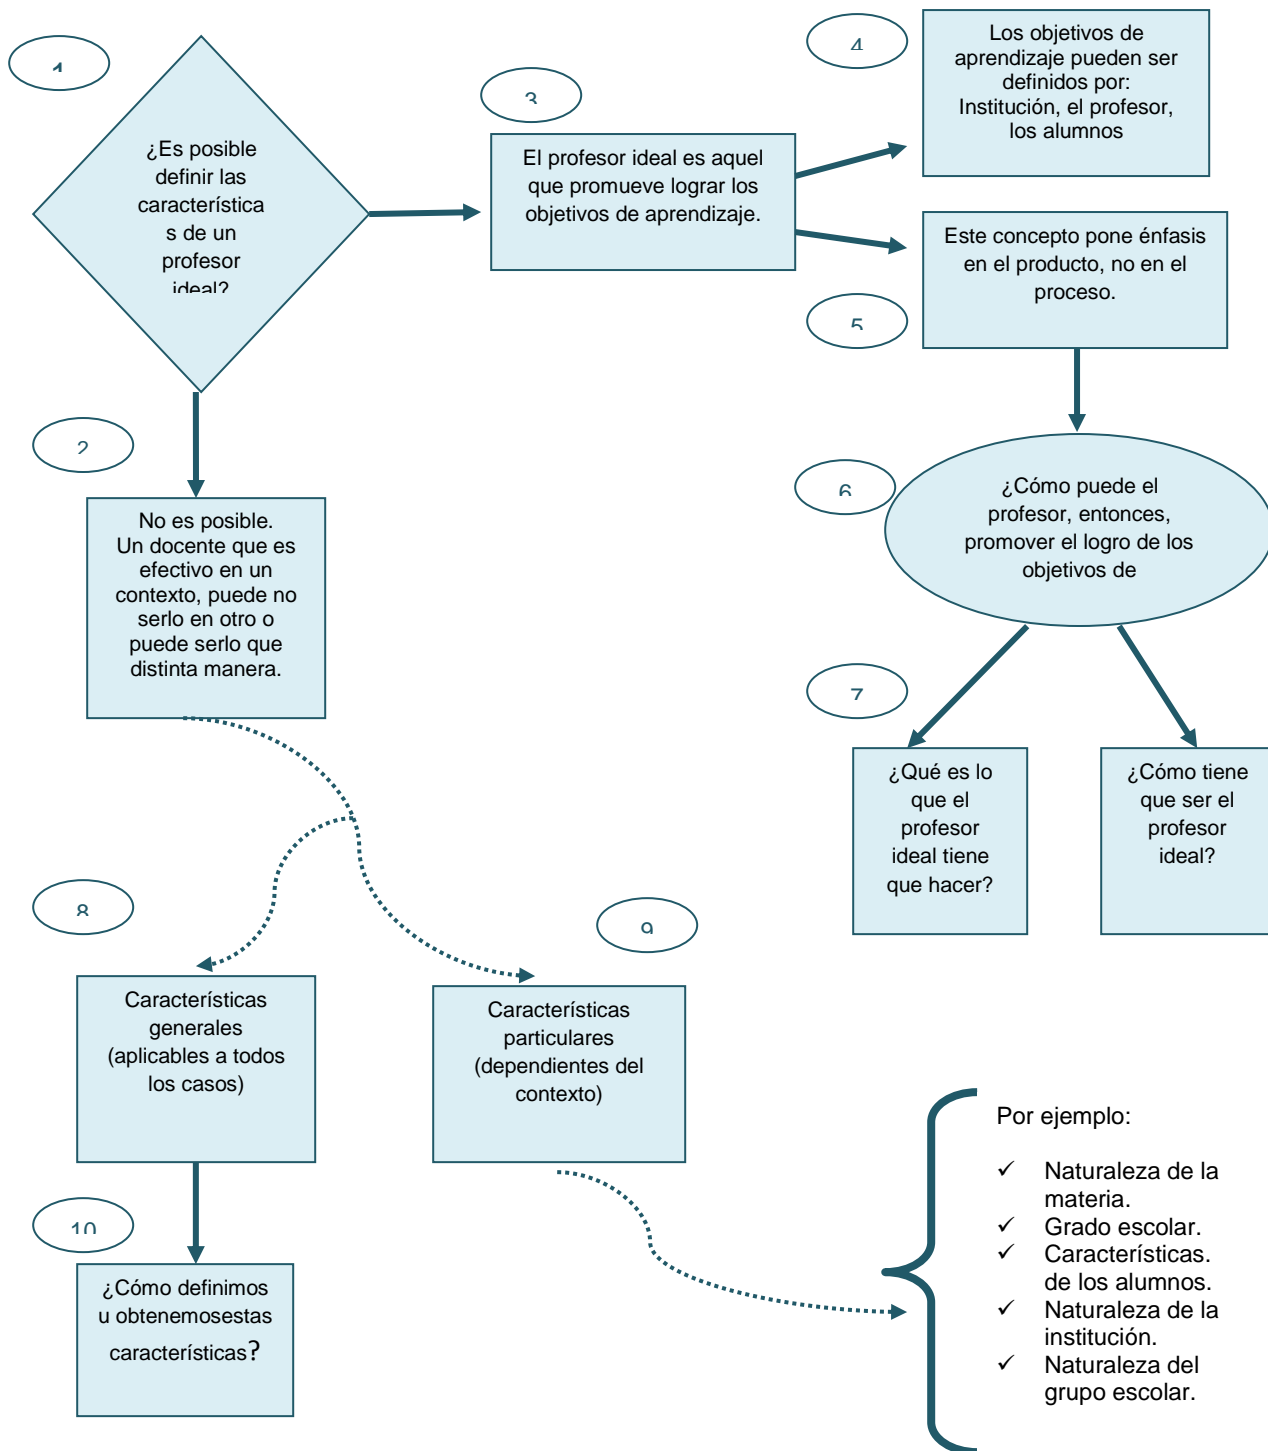 1
¿Es posible
definir las
característica
s de un
profesor
ideal?
2
No es posible.
Un docente que es
efectivo en un
contexto, puede no
serlo en otro o
puede serlo que
distinta manera.
3
El profesor ideal es aquel
que promueve lograr los
objetivos de aprendizaje.
4
Los objetivos de
aprendizaje pueden ser
definidos por:
Institución, el profesor,
los alumnos
Este concepto pone énfasis
en el producto, no en el
proceso.
5
6
¿Cómo puede el
profesor, entonces,
promover el logro de los
objetivos de
7
¿Qué es lo
que el
profesor
ideal tiene
que hacer?
¿Cómo tiene
que ser el
profesor
ideal?
8
Características
generales
(aplicables a todos
los casos)
9
Características
particulares
(dependientes del
contexto)
10
¿Cómo definimos
u obtenemosestas
características?
Por ejemplo:
✓ Naturaleza de la
materia.
✓ Grado escolar.
✓ Características.
de los alumnos.
✓ Naturaleza de la
institución.
✓ Naturaleza del
grupo escolar.